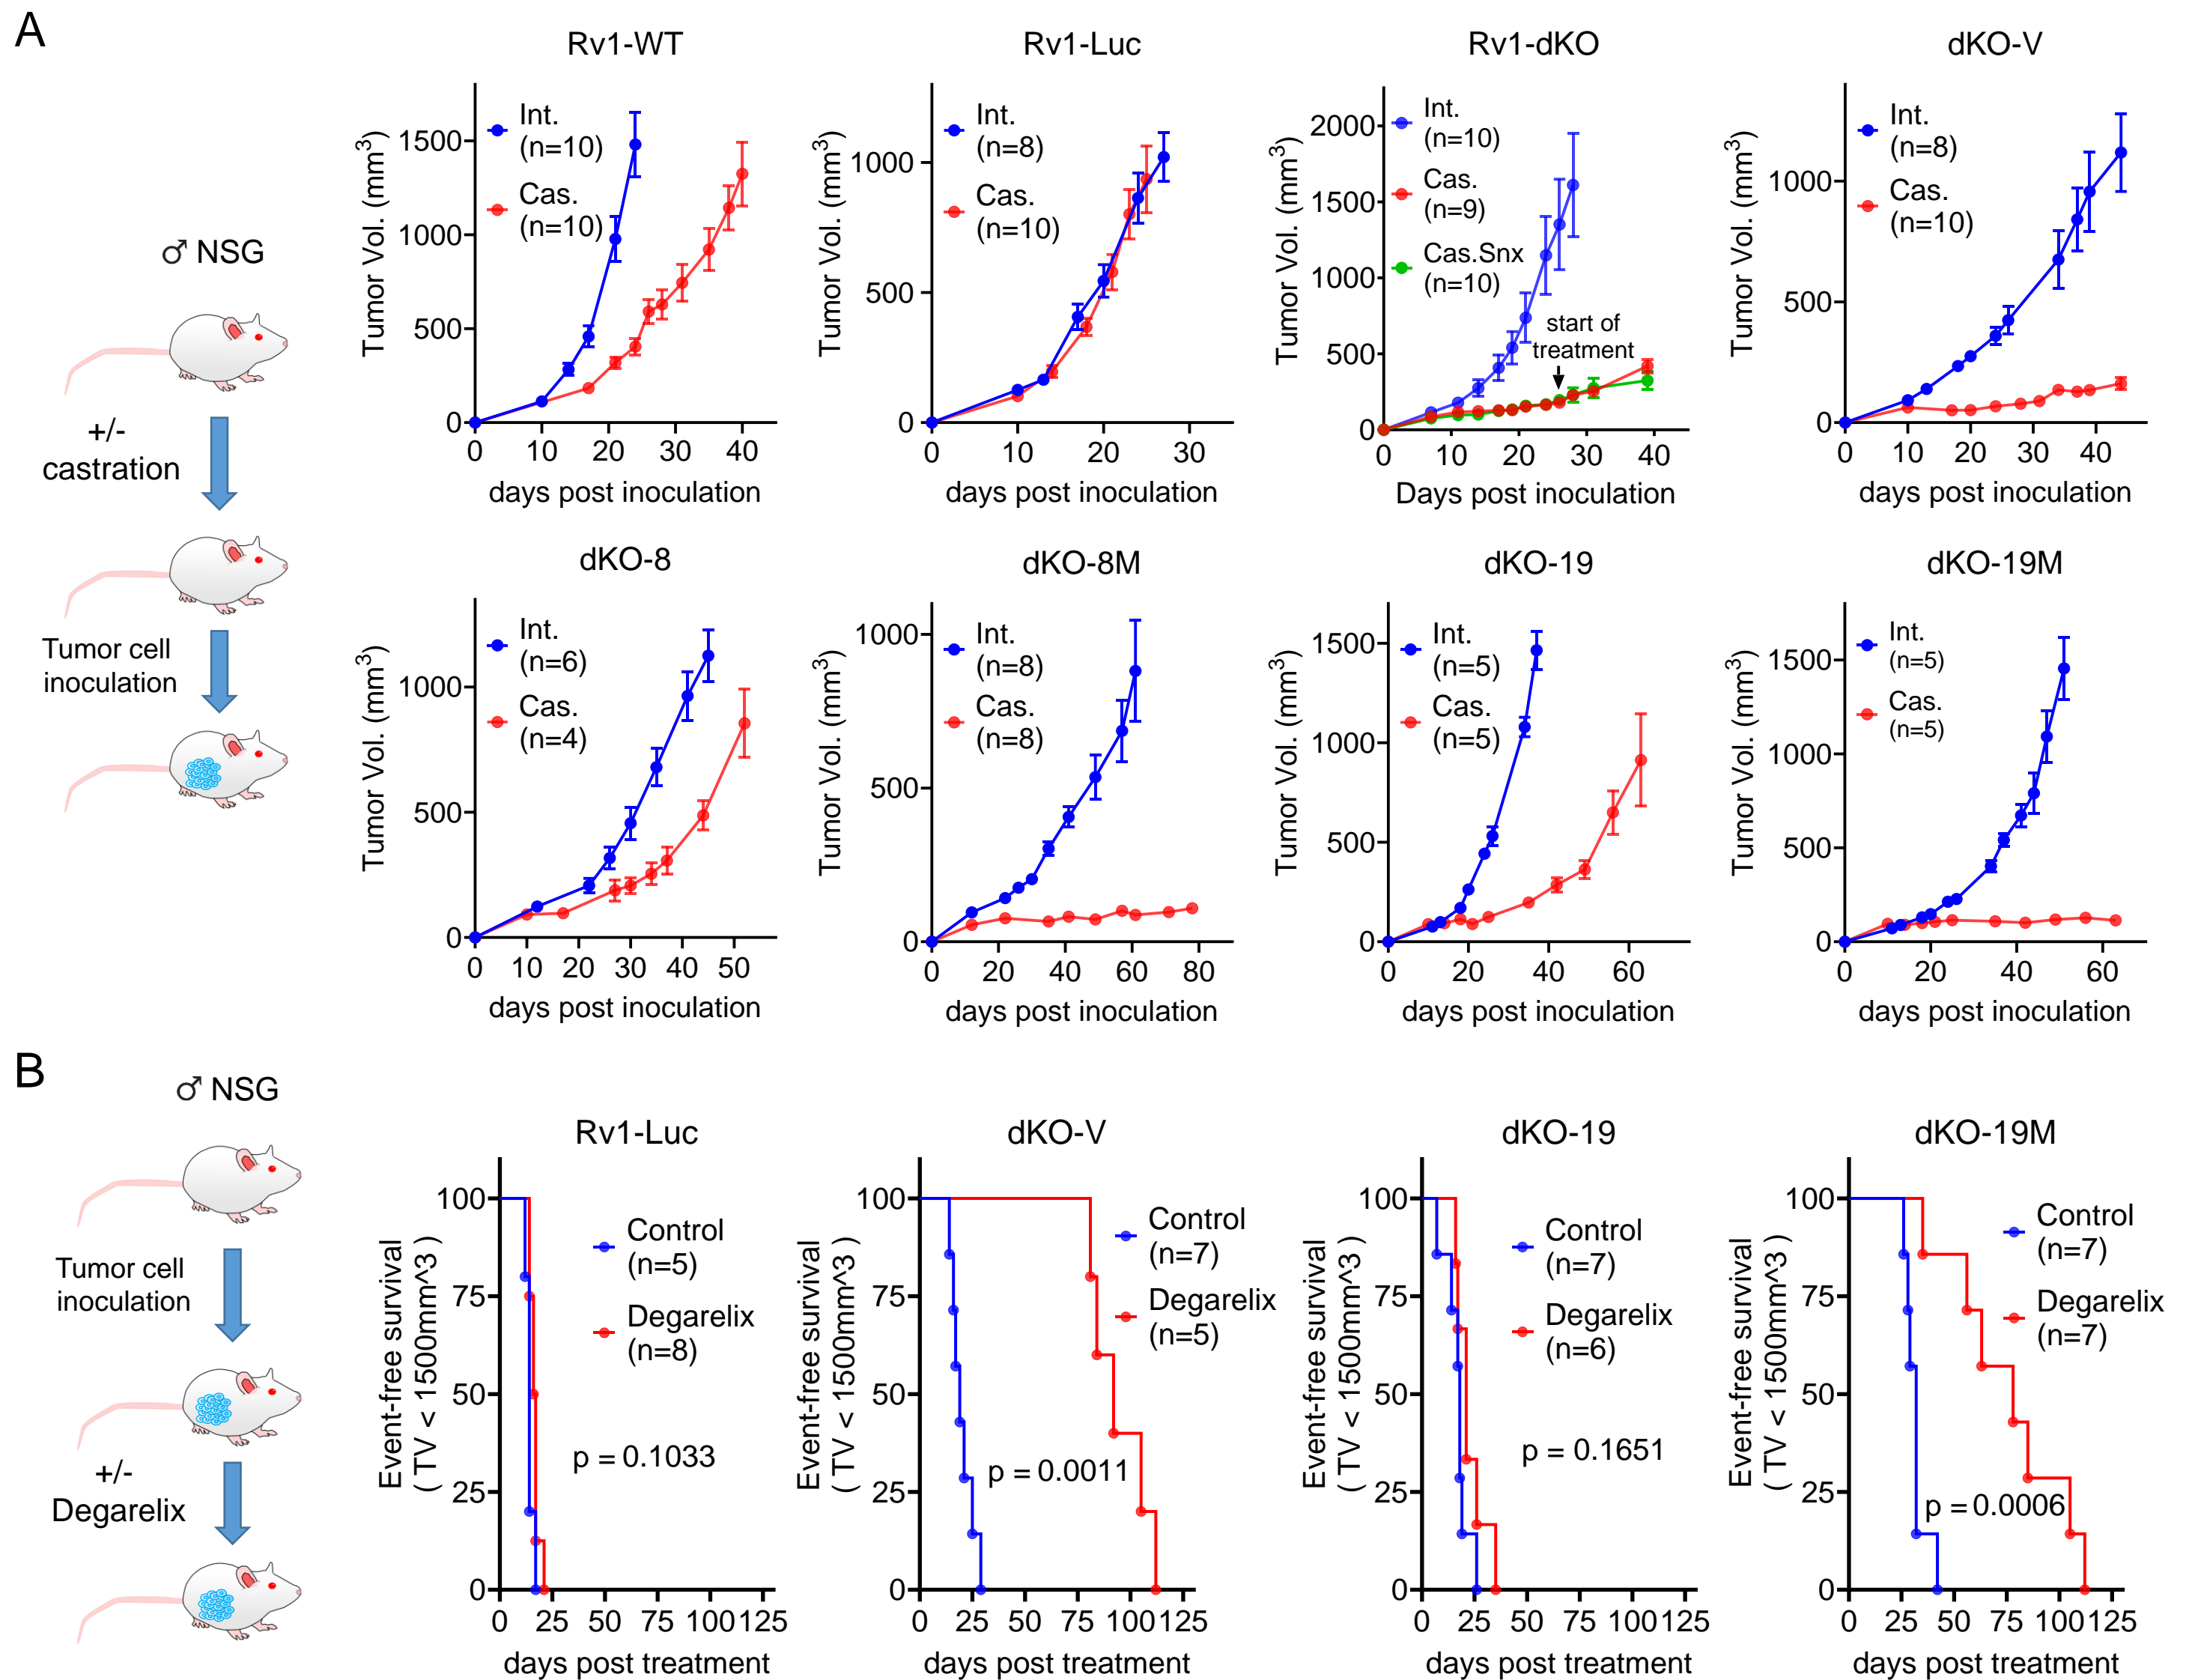 A
♂ NSG
+/-
castration
Tumor cell
inoculation
Rv1-WT
Tumor Vol. (mm3)
1500
1000
500
0
Int.
(n=10)
Cas.
(n=10)
0 10 20 30 40
days post inoculation
Rv1-Luc
Tumor Vol. (mm3)
1000
500
0
Int.
(n=8)
Cas.
(n=10)
0 10 20 30
days post inoculation
Rv1-dKO
Tumor Vol. (mm3)
2000
1500
1000
500
0
Int.
(n=10)
Cas.
(n=9)
Cas.Snx
(n=10)
start of
treatment
0 10 20 30 40
Days post inoculation
dKO-V
Tumor Vol. (mm3)
1000
500
0
Int.
(n=8)
Cas.
(n=10)
0 10 20 30 40
days post inoculation
dKO-8
Tumor Vol. (mm3)
1000
500
0
Int.
(n=6)
Cas.
(n=4)
0 10 20 30 40 50
days post inoculation
dKO-8M
Tumor Vol. (mm3)
1000
500
0
Int.
(n=8)
Cas.
(n=8)
0 20 40 60 80
days post inoculation
dKO-19
Tumor Vol. (mm3)
1500
1000
500
0
Int.
(n=5)
Cas.
(n=5)
0 20 40 60
days post inoculation
dKO-19M
Tumor Vol. (mm3)
1500
1000
500
0
Int.
(n=5)
Cas.
(n=5)
0 20 40 60
days post inoculation
B
♂ NSG
Tumor cell
inoculation
+/-
Degarelix
Rv1-Luc
Event-free survival
( TV < 1500mm^3 )
100
75
50
25
0
Control
(n=5)
Degarelix
(n=8)
p = 0.1033
0 25 50 75 100 125
days post treatment
dKO-V
Event-free survival
( TV < 1500mm^3 )
100
75
50
25
0
Control
(n=7)
Degarelix
(n=5)
p = 0.0011
0 25 50 75 100 125
days post treatment
dKO-19
Event-free survival
( TV < 1500mm^3 )
100
75
50
25
0
Control
(n=7)
Degarelix
(n=6)
p = 0.1651
0 25 50 75 100 125
days post treatment
dKO-19M
Event-free survival
( TV < 1500mm^3 )
100
75
50
25
0
Control
(n=7)
Degarelix
(n=7)
p = 0.0006
0 25 50 75 100 125
days post treatment